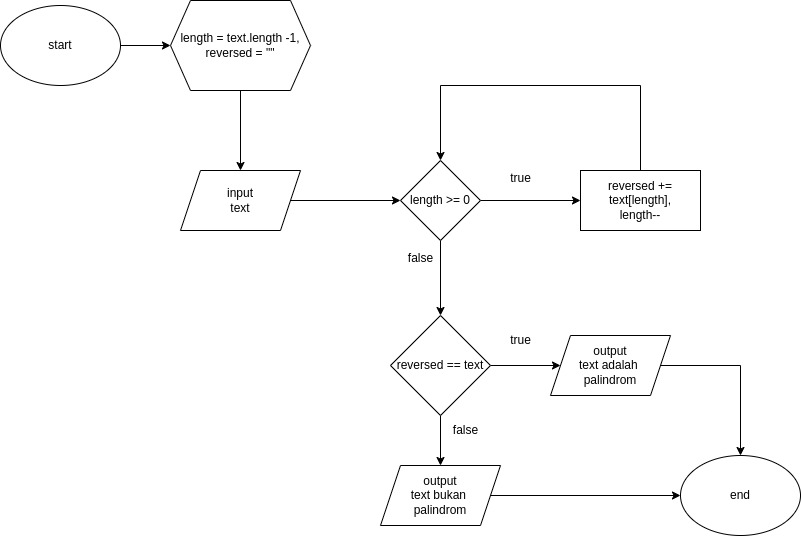 start
length = text.length -1,
reversed = ""
input
text
length >= 0
true
reversed +=
text[length],
length--
false
reversed == text
true
output
text adalah
palindrom
false
output
text bukan
palindrom
end